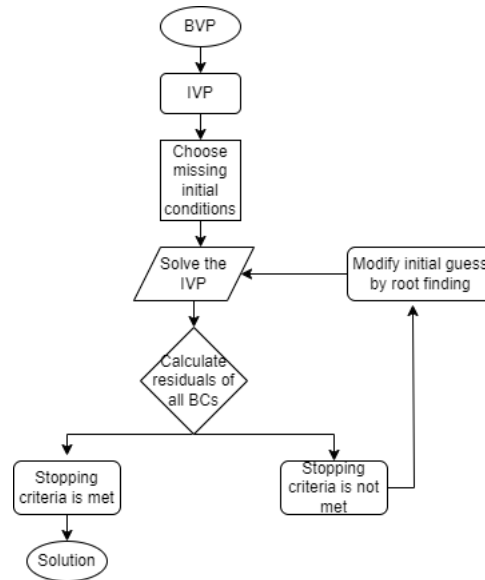 BVP
IVP
Choose
missing
initial
conditions
Solve the
IVP
Modify initial guess
by root finding
Calculate
residuals of
all BCs
Stopping
criteria is met
Stopping
criteria is not
met
Solution